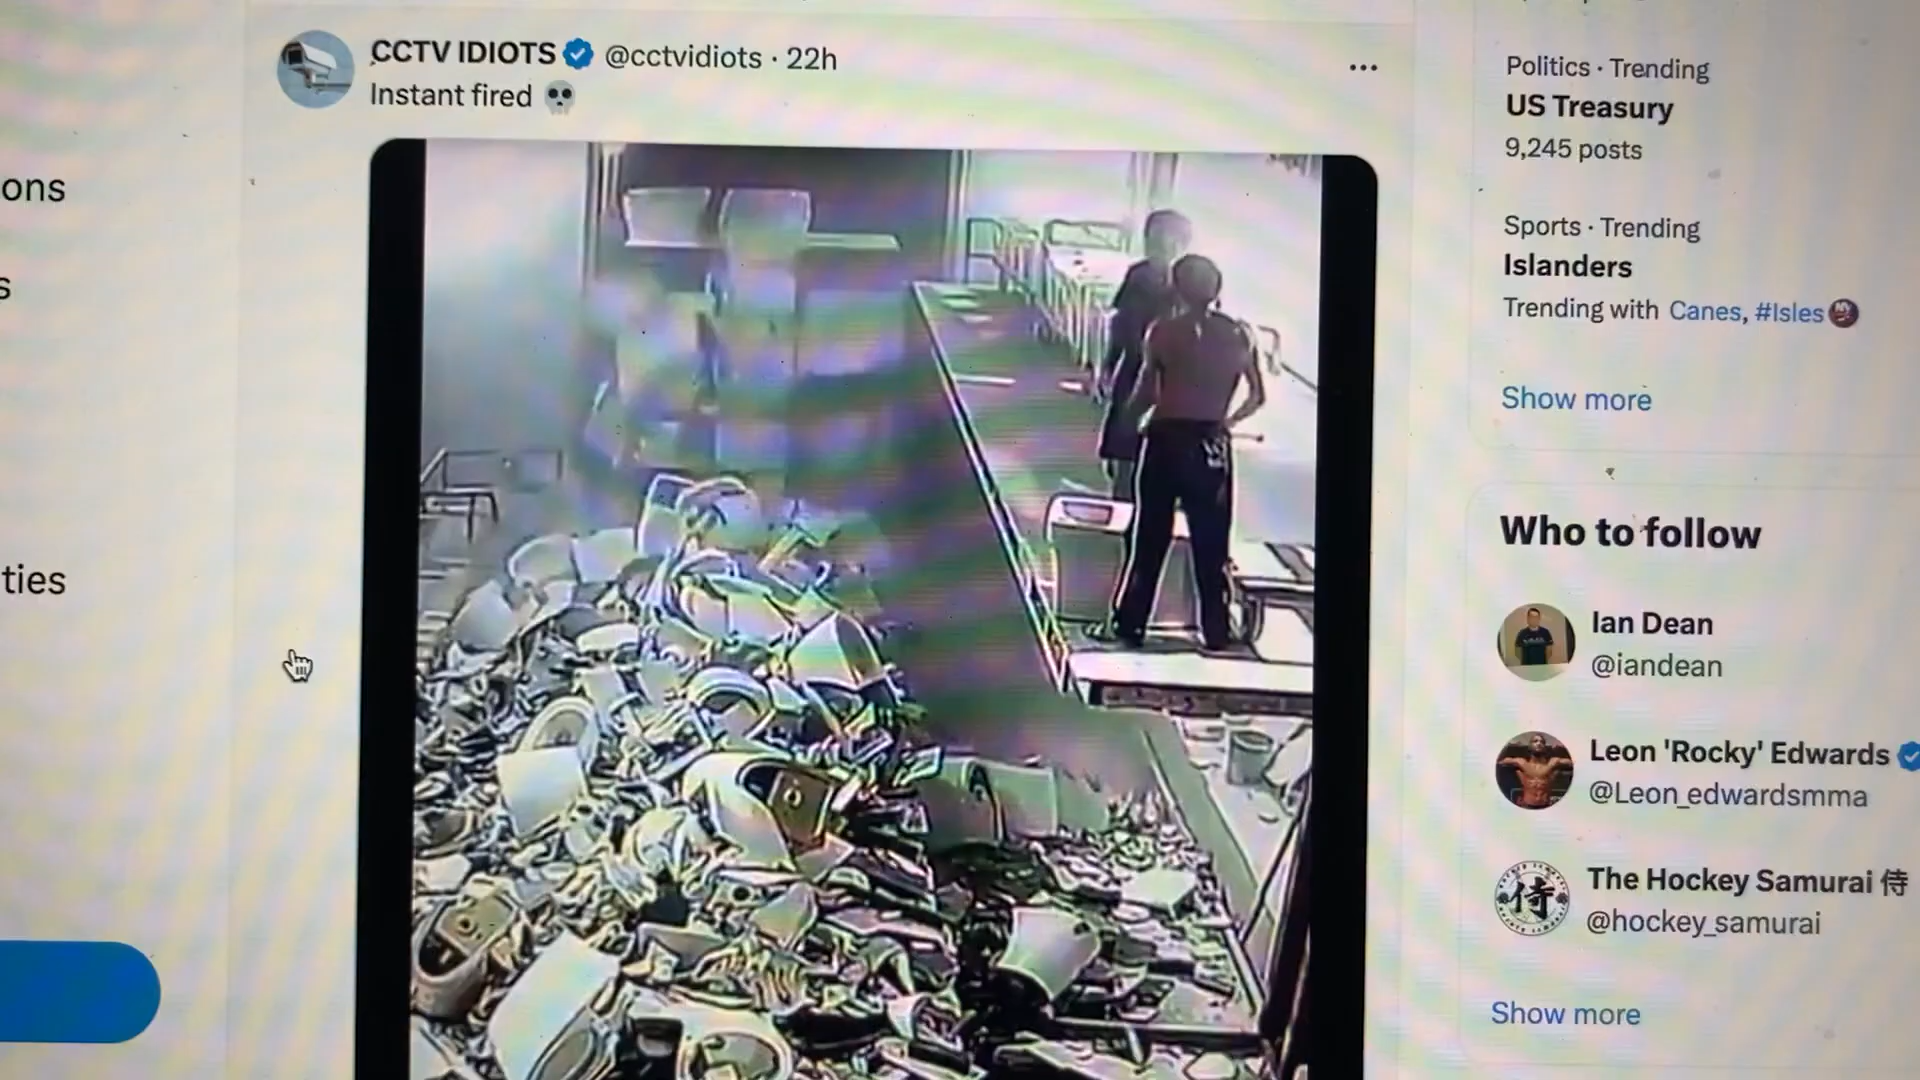 CCTV IDIOTS @cctvidiots · 22h
Instant fired 💀
ons
s
ties
Politics · Trending
US Treasury
9,245 posts
Sports · Trending
Islanders
Trending with Canes, #Isles
Show more
Who to follow
Ian Dean
@iandean
Leon 'Rocky' Edwards
@Leon_edwardsmma
侍
The Hockey Samurai 侍
@hockey_samurai
Show more